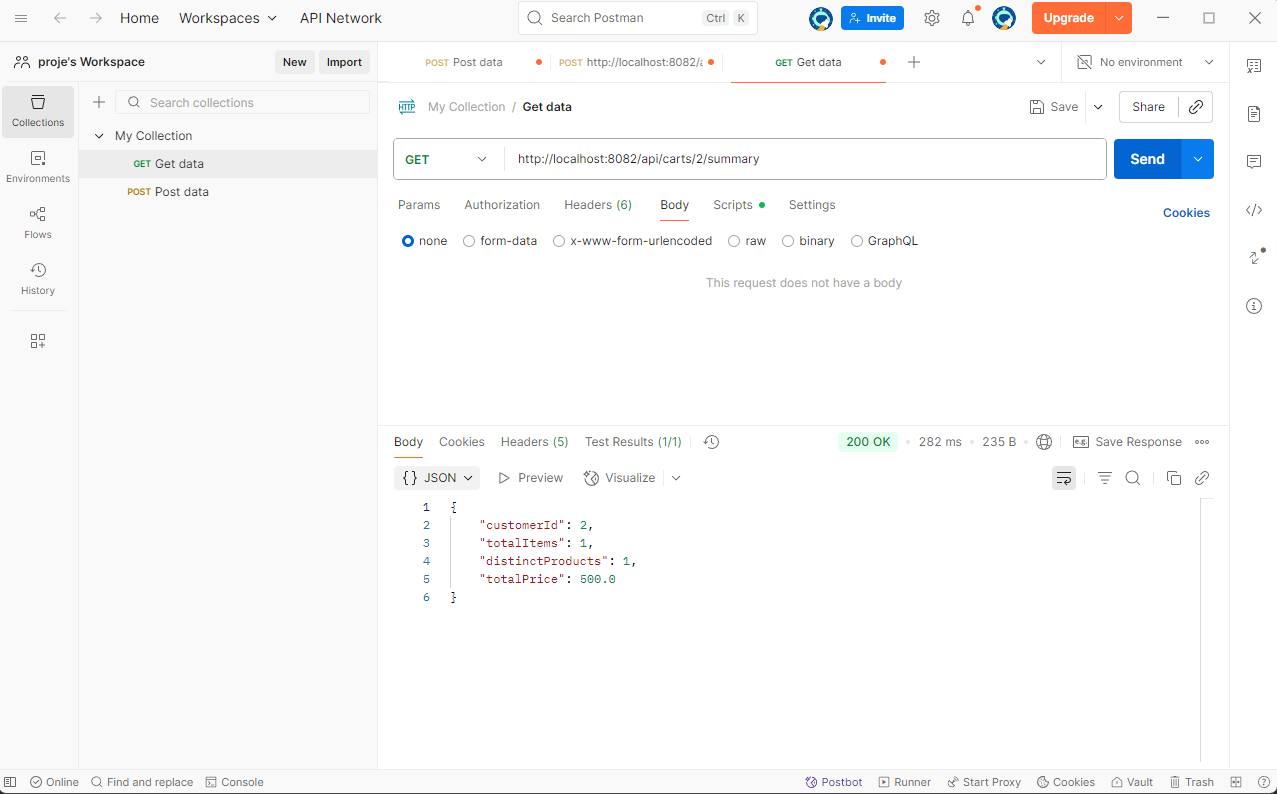 Home Workspaces API Network Search Postman Ctrl K Invite Upgrade
proje's Workspace New Import POST Post data POST http://localhost:8082/a GET Get data No environment
Collections
Search collections
My Collection
GET Get data
POST Post data
Environments
Flows
History
HTTP My Collection / Get data Save Share
GET http://localhost:8082/api/carts/2/summary Send
Params Authorization Headers (6) Body Scripts Settings Cookies
none form-data x-www-form-urlencoded raw binary GraphQL
This request does not have a body
Body Cookies Headers (5) Test Results (1/1) 200 OK 282 ms 235 B e.g. Save Response
{} JSON Preview Visualize
1 {
2 "customerId": 2,
3 "totalItems": 1,
4 "distinctProducts": 1,
5 "totalPrice": 500.0
6 }
Online Find and replace Console Postbot Runner Start Proxy Cookies Vault Trash